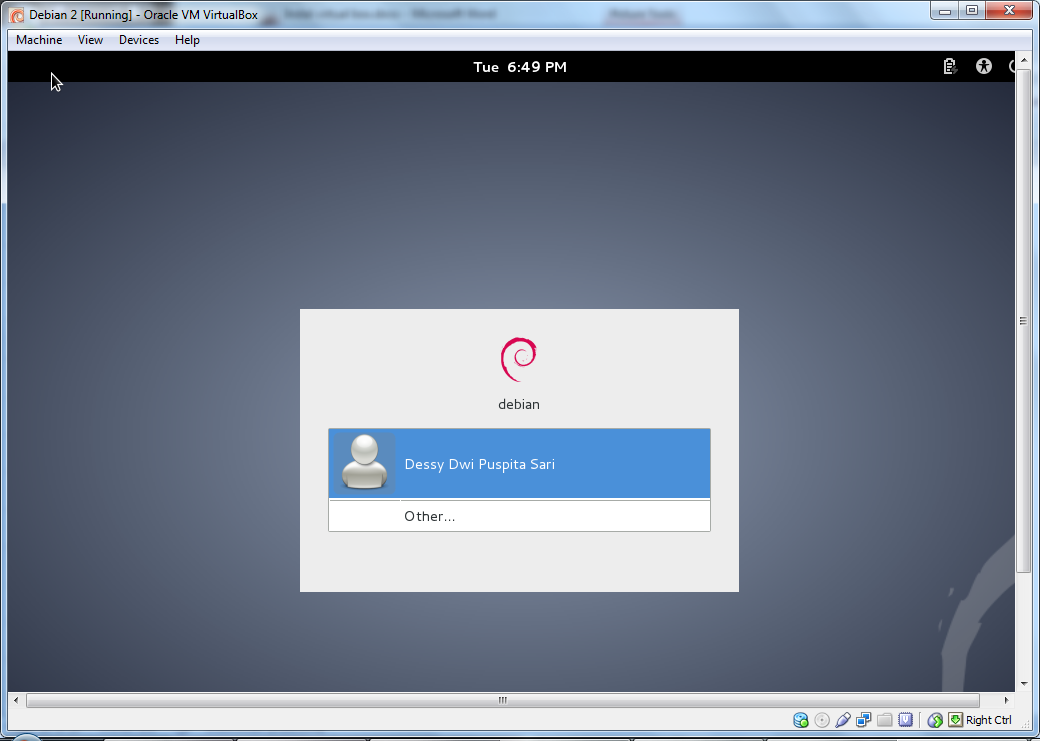 Debian 2 [Running] - Oracle VM VirtualBox
Machine View Devices Help
Tue 6:49 PM
debian
Dessy Dwi Puspita Sari
Other...
Right Ctrl